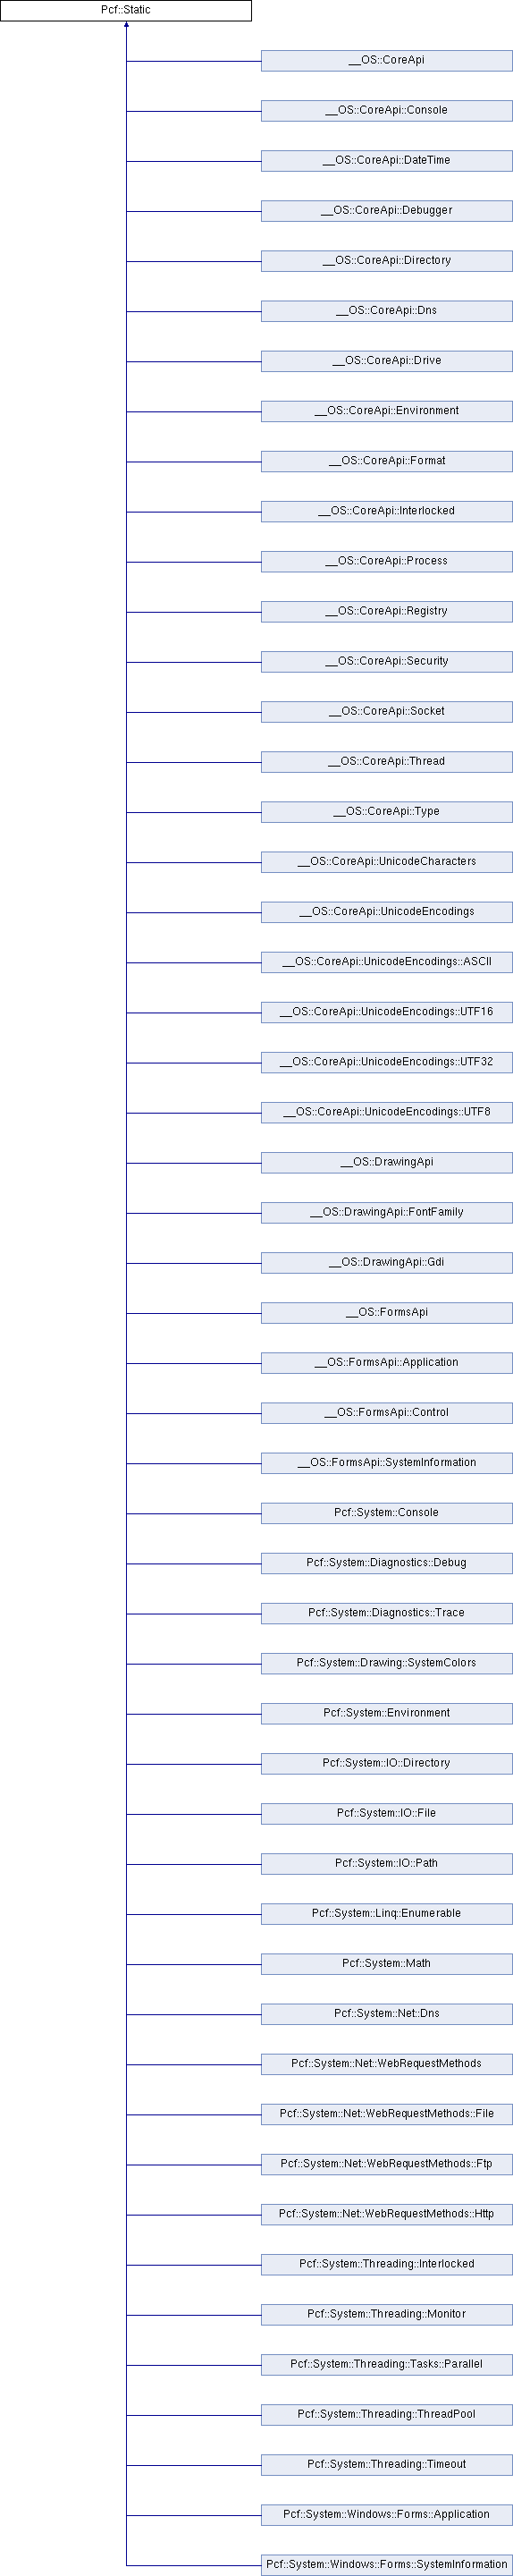 Pcf::Static
__OS::CoreApi
__OS::CoreApi::Console
__OS::CoreApi::DateTime
__OS::CoreApi::Debugger
__OS::CoreApi::Directory
__OS::CoreApi::Dns
__OS::CoreApi::Drive
__OS::CoreApi::Environment
__OS::CoreApi::Format
__OS::CoreApi::Interlocked
__OS::CoreApi::Process
__OS::CoreApi::Registry
__OS::CoreApi::Security
__OS::CoreApi::Socket
__OS::CoreApi::Thread
__OS::CoreApi::Type
__OS::CoreApi::UnicodeCharacters
__OS::CoreApi::UnicodeEncodings
__OS::CoreApi::UnicodeEncodings::ASCII
__OS::CoreApi::UnicodeEncodings::UTF16
__OS::CoreApi::UnicodeEncodings::UTF32
__OS::CoreApi::UnicodeEncodings::UTF8
__OS::DrawingApi
__OS::DrawingApi::FontFamily
__OS::DrawingApi::Gdi
__OS::FormsApi
__OS::FormsApi::Application
__OS::FormsApi::Control
__OS::FormsApi::SystemInformation
Pcf::System::Console
Pcf::System::Diagnostics::Debug
Pcf::System::Diagnostics::Trace
Pcf::System::Drawing::SystemColors
Pcf::System::Environment
Pcf::System::IO::Directory
Pcf::System::IO::File
Pcf::System::IO::Path
Pcf::System::Linq::Enumerable
Pcf::System::Math
Pcf::System::Net::Dns
Pcf::System::Net::WebRequestMethods
Pcf::System::Net::WebRequestMethods::File
Pcf::System::Net::WebRequestMethods::Ftp
Pcf::System::Net::WebRequestMethods::Http
Pcf::System::Threading::Interlocked
Pcf::System::Threading::Monitor
Pcf::System::Threading::Tasks::Parallel
Pcf::System::Threading::ThreadPool
Pcf::System::Threading::Timeout
Pcf::System::Windows::Forms::Application
Pcf::System::Windows::Forms::SystemInformation